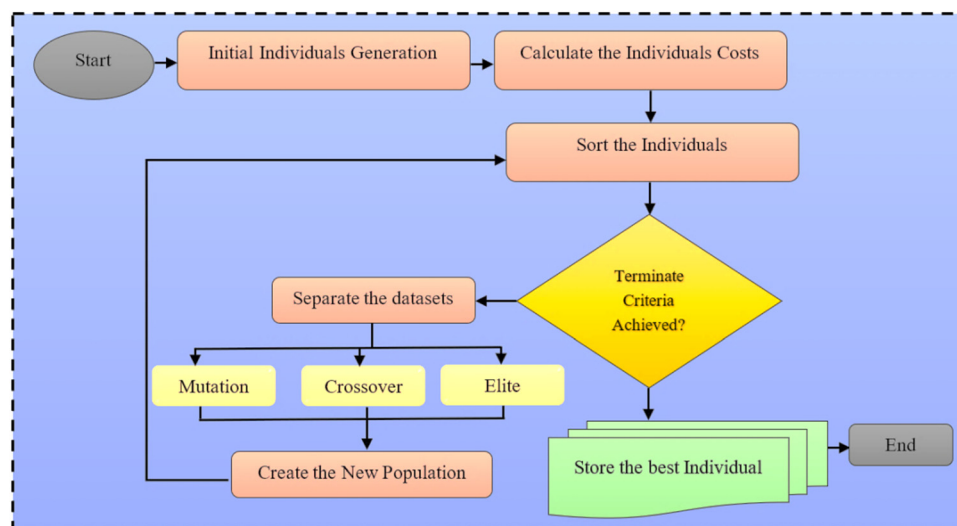 Start
Initial Individuals Generation
Calculate the Individuals Costs
Sort the Individuals
Terminate
Criteria
Achieved?
Separate the datasets
Mutation
Crossover
Elite
Create the New Population
Store the best Individual
End